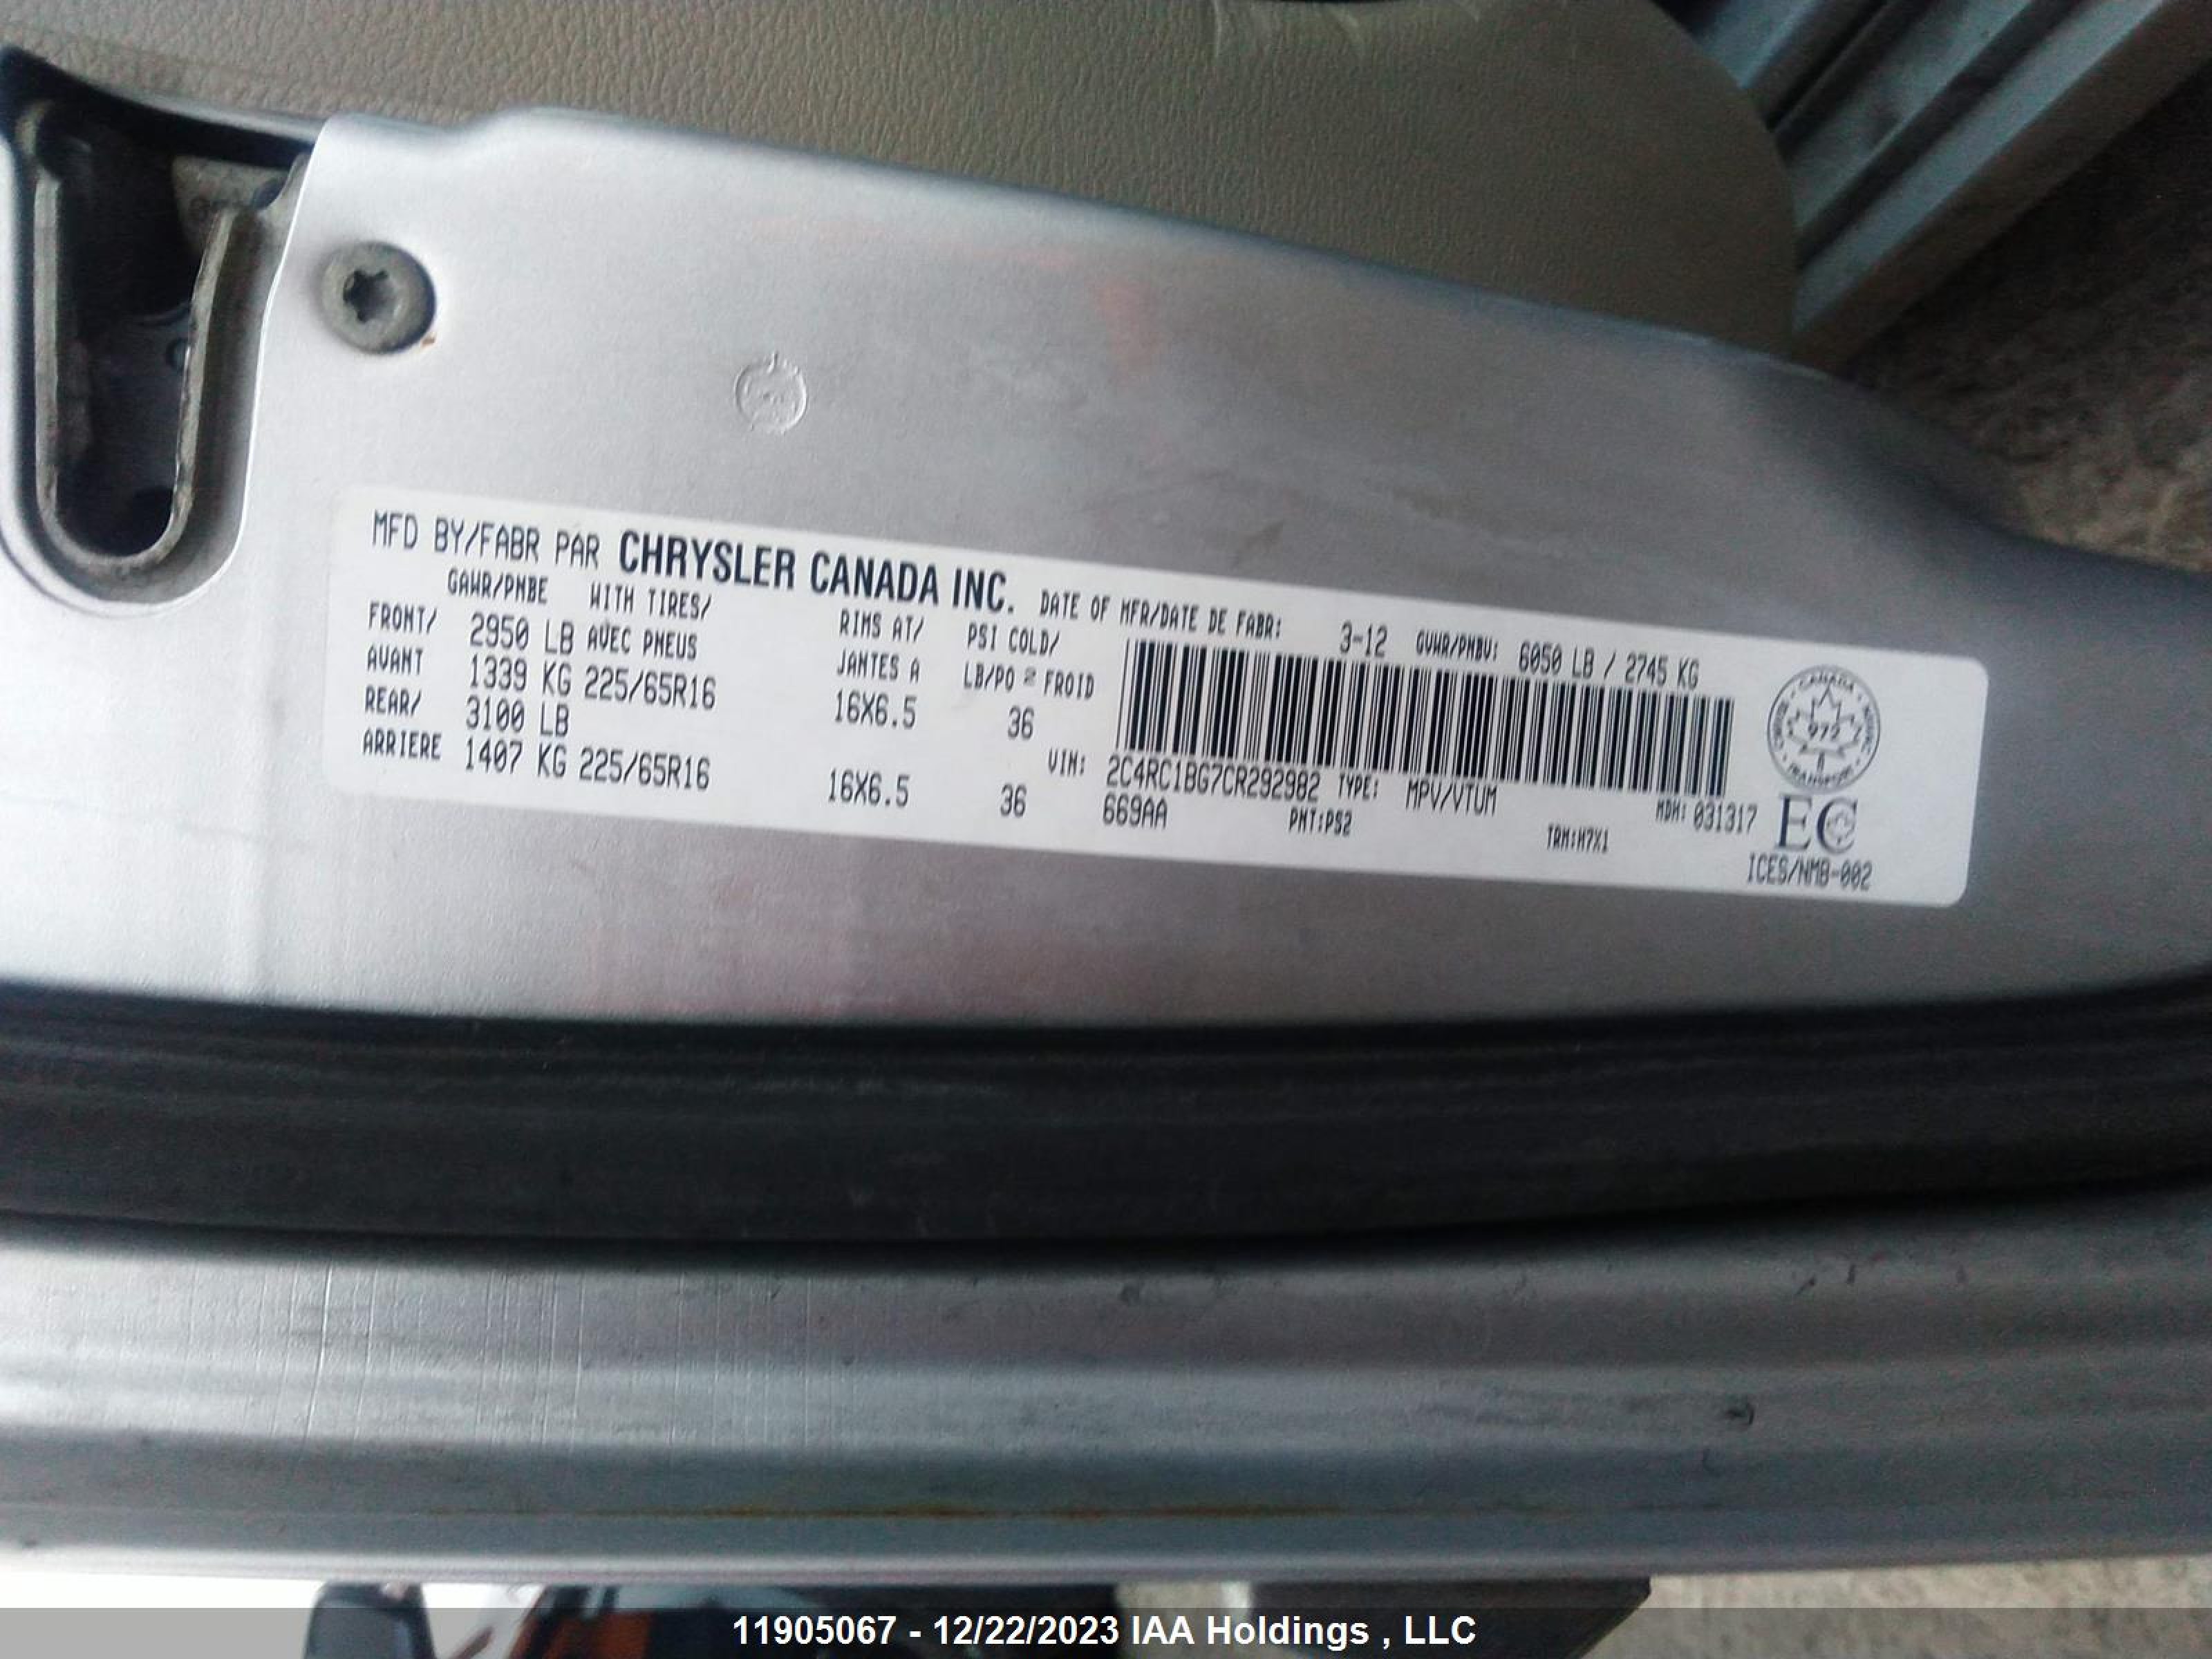 MFD BY/FABR PAR CHRYSLER CANADA INC. DATE OF MFR/DATE DE FABR: 3-12 GVWR/PNBV: 6050 LB / 2745 KG
GAWR/PNBE WITH TIRES/ RIMS AT/ PSI COLD/
FRONT/ 2950 LB AVEC PNEUS JANTES A LB/PO² FROID
AVANT 1339 KG 225/65R16 16X6.5 36
REAR/ 3100 LB
ARRIERE 1407 KG 225/65R16 16X6.5 36
VIN: 2C4RC1BG7CR292982 TYPE: MPV/VTUM
669AA PNT:PS2 TRM:H7X1 MDH: 031317
CANADA
972
TRANSPORT
EC
ICES/NMB-002
11905067 - 12/22/2023 IAA Holdings , LLC